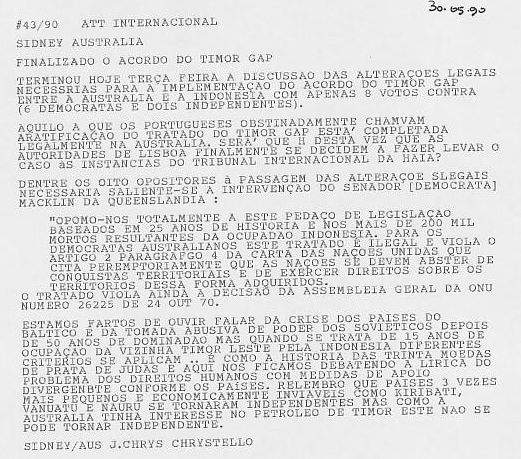 30.05.90
#43/90 ATT INTERNACIONAL
SIDNEY AUSTRALIA
FINALIZADO O ACORDO DO TIMOR GAP
TERMINOU HOJE TERÇA FEIRA A DISCUSSAO DAS ALTERAÇOES LEGAIS
NECESSRIAS PARA A IMPLEMENTAÇAO DO ACORDO DO TIMOR GAP
ENTRE A AUSTRALIA E A INDONESIA COM APENAS 8 VOTOS CONTRA
(6 DEMOCRATAS E DOIS INDEPENDENTES).
AQUILO A QUE OS PORTUGUESES OBSTINADAMENTE CHAMVAM
ARATIFICAÇAO DO TRATADO DO TIMOR GAP ESTA' COMPLETADA
LEGALMENTE NA AUSTRALIA. SERA' QUE H DESTA VEZ QUE AS
AUTORIDADES DE LISBOA FINALMENTE SE DECIDEM A FAZER LEVAR O
CASO àS INSTANCIAS DO TRIBUNAL INTERNACIONAL DA HAIA?
DENTRE OS OITO OPOSITORES à PASSAGEM DAS ALTERAÇOE SLEGAIS
NECESSARIA SALIENTE-SE A INTERVENÇAO DO SENADOR [DEMOCRATA]
MACKLIN DA QUEENSLANDIA :
"OPOMO-NOS TOTALMENTE A ESTE PEDAÇO DE LEGISLAÇAO
BASEADOS EM 25 ANOS DE HISTORIA E NOS MAIS DE 200 MIL
MORTOS RESULTANTES DA OCUPADAO INDONESIA. PARA OS
DEMOCRATAS AUSTRALIANOS ESTE TRATADO E ILEGAL E VIOLA O
ARTIGO 2 PARAGRAFGO 4 DA CARTA DAS NAÇOES UNIDAS QUE
CITA PEREMPTORIAMENTE QUE AS NAÇOES SE DEVEM ABSTER DE
CONQUISTAS TERRITORIAIS E DE EXERCER DIREITOS SOBRE OS
TERRITORIOS DESSA FORMA ADQUIRIDOS.
O TRATADO VIOLA AINDA A DECISAO DA ASSEMBLEIA GERAL DA ONU
NUMERO 26225 DE 24 OUT 70.
ESTAMOS FARTOS DE OUVIR FALAR DA CRISE DOS PAISES DO
BALTICO E DA TOMADA ABUSIVA DE PODER DOS SOVIETICOS DEPOIS
DE 50 ANOS DE DOMINADAO MAS QUANDO SE TRATA DE 15 ANOS DE
OCUPAÇAO DA VIZINHA TIMOR LESTE PELA INDONESIA DIFERENTES
CRITERIOS SE APLICAM .. E COMO A HISTORIA DAS TRINTA MOEDAS
DE PRATA DE JUDAS E AQUI NOS FICAMOS DEBATENDO A LIRICA DO
PROBLEMA DOS DIREITOS HUMANOS COM MEDIDAS DE APOIO
DIVERGENBTE CONFORME OS PAISES. RELEMBRO QUE PAISES 3 VEZES
MAIS PEQUENOS E ECONOMICAMENTE INVIAVEIS COMO KIRIBATI,
VANUATU E NAURU SE TORNARAM INDEPENDENTES MAS COMO A
AUSTRALIA TINHA INTERESSE NO PETROLEO DE TIMOR ESTE NAO SE
PODE TORNAR INDEPENDENTE.
SIDNEY/AUS J.CHRYS CHRYSTELLO